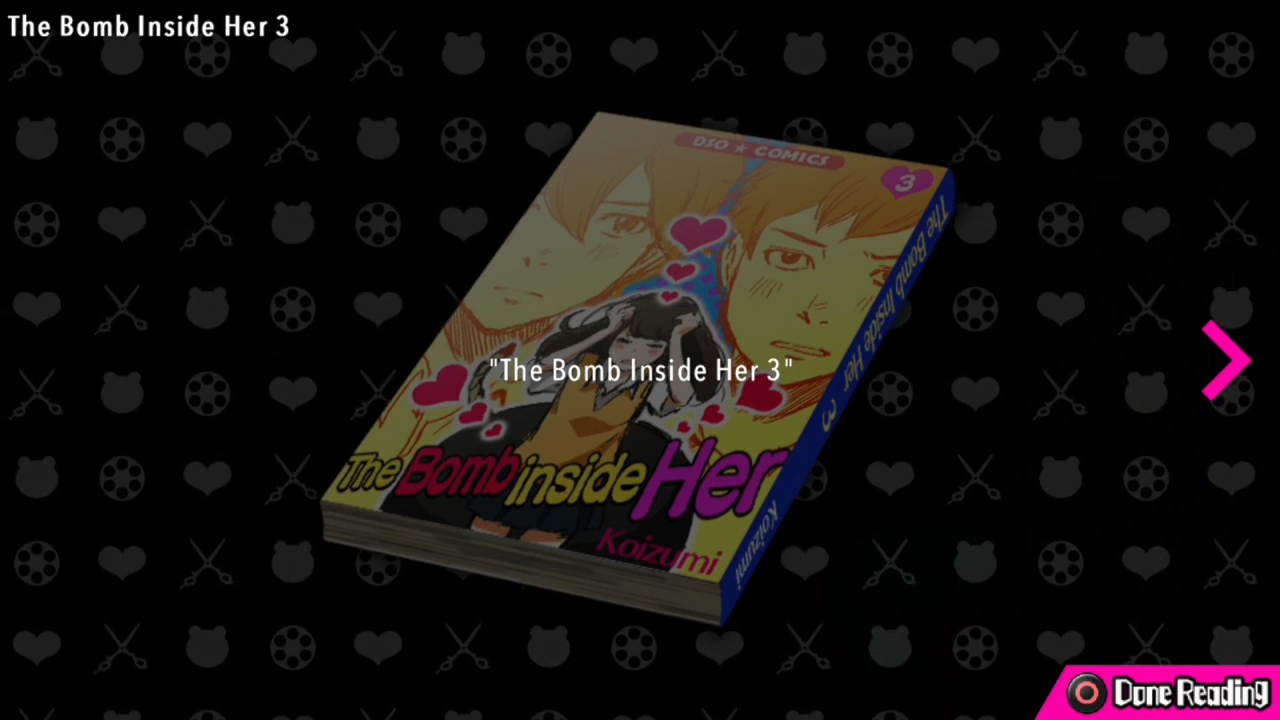 The Bomb Inside Her 3
DSO ★ COMICS
3
"The Bomb Inside Her 3"
The Bomb inside Her
Koizumi
The Bomb Inside Her 3 Koizumi
Done Reading